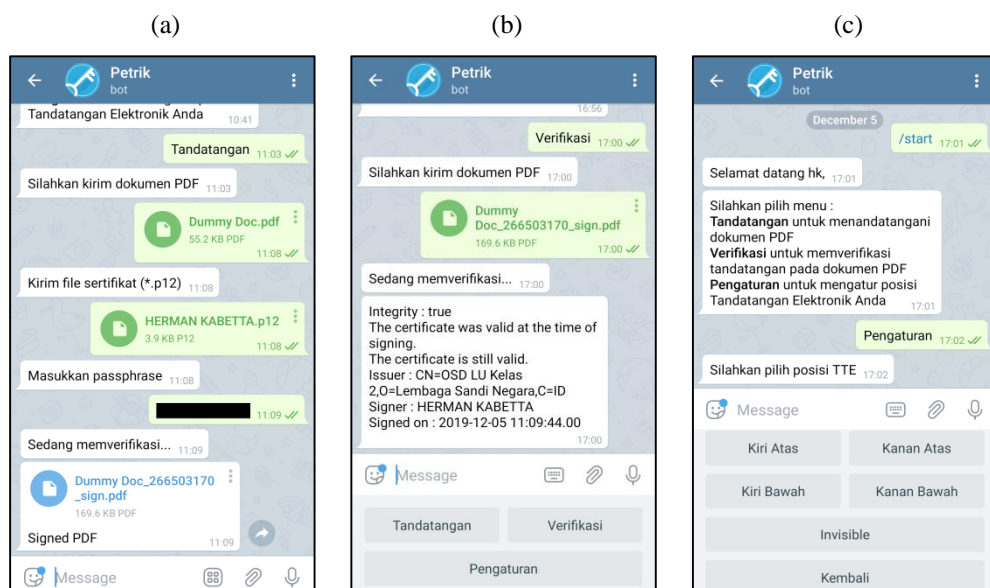 (a)
Petrik
bot
Tandatangan Elektronik Anda
10:41
Tandatangan 11:03
Silahkan kirim dokumen PDF 11:03
Dummy Doc.pdf
55.2 KB PDF
11:08
Kirim file sertifikat (*.p12) 11:08
HERMAN KABETTA.p12
3.9 KB P12
11:08
Masukkan passphrase 11:08
11:09
Sedang memverifikasi... 11:09
Dummy Doc_266503170
_sign.pdf
169.6 KB PDF
Signed PDF
11:09
Message
(b)
Petrik
bot
16:56
Verifikasi 17:00
Silahkan kirim dokumen PDF 17:00
Dummy
Doc_266503170_sign.pdf
169.6 KB PDF
17:00
Sedang memverifikasi... 17:00
Integrity : true
The certificate was valid at the time of
signing.
The certificate is still valid.
Issuer : CN=OSD LU Kelas
2,O=Lembaga Sandi Negara,C=ID
Signer : HERMAN KABETTA
Signed on : 2019-12-05 11:09:44.00
17:00
Message
Tandatangan
Verifikasi
Pengaturan
(c)
Petrik
bot
December 5
/start 17:01
Selamat datang hk, 17:01
Silahkan pilih menu :
Tandatangan untuk menandatangani
dokumen PDF
Verifikasi untuk memverifikasi
tandatangan pada dokumen PDF
Pengaturan untuk mengatur posisi
Tandatangan Elektronik Anda
17:01
Pengaturan 17:02
Silahkan pilih posisi TTE 17:02
Message
Kiri Atas
Kanan Atas
Kiri Bawah
Kanan Bawah
Invisible
Kembali